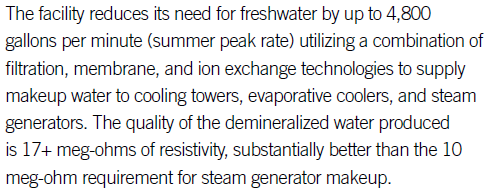 The facility reduces its need for freshwater by up to 4,800
gallons per minute (summer peak rate) utilizing a combination of
filtration, membrane, and ion exchange technologies to supply
makeup water to cooling towers, evaporative coolers, and steam
generators. The quality of the demineralized water produced
is 17+ meg-ohms of resistivity, substantially better than the 10
meg-ohm requirement for steam generator makeup.